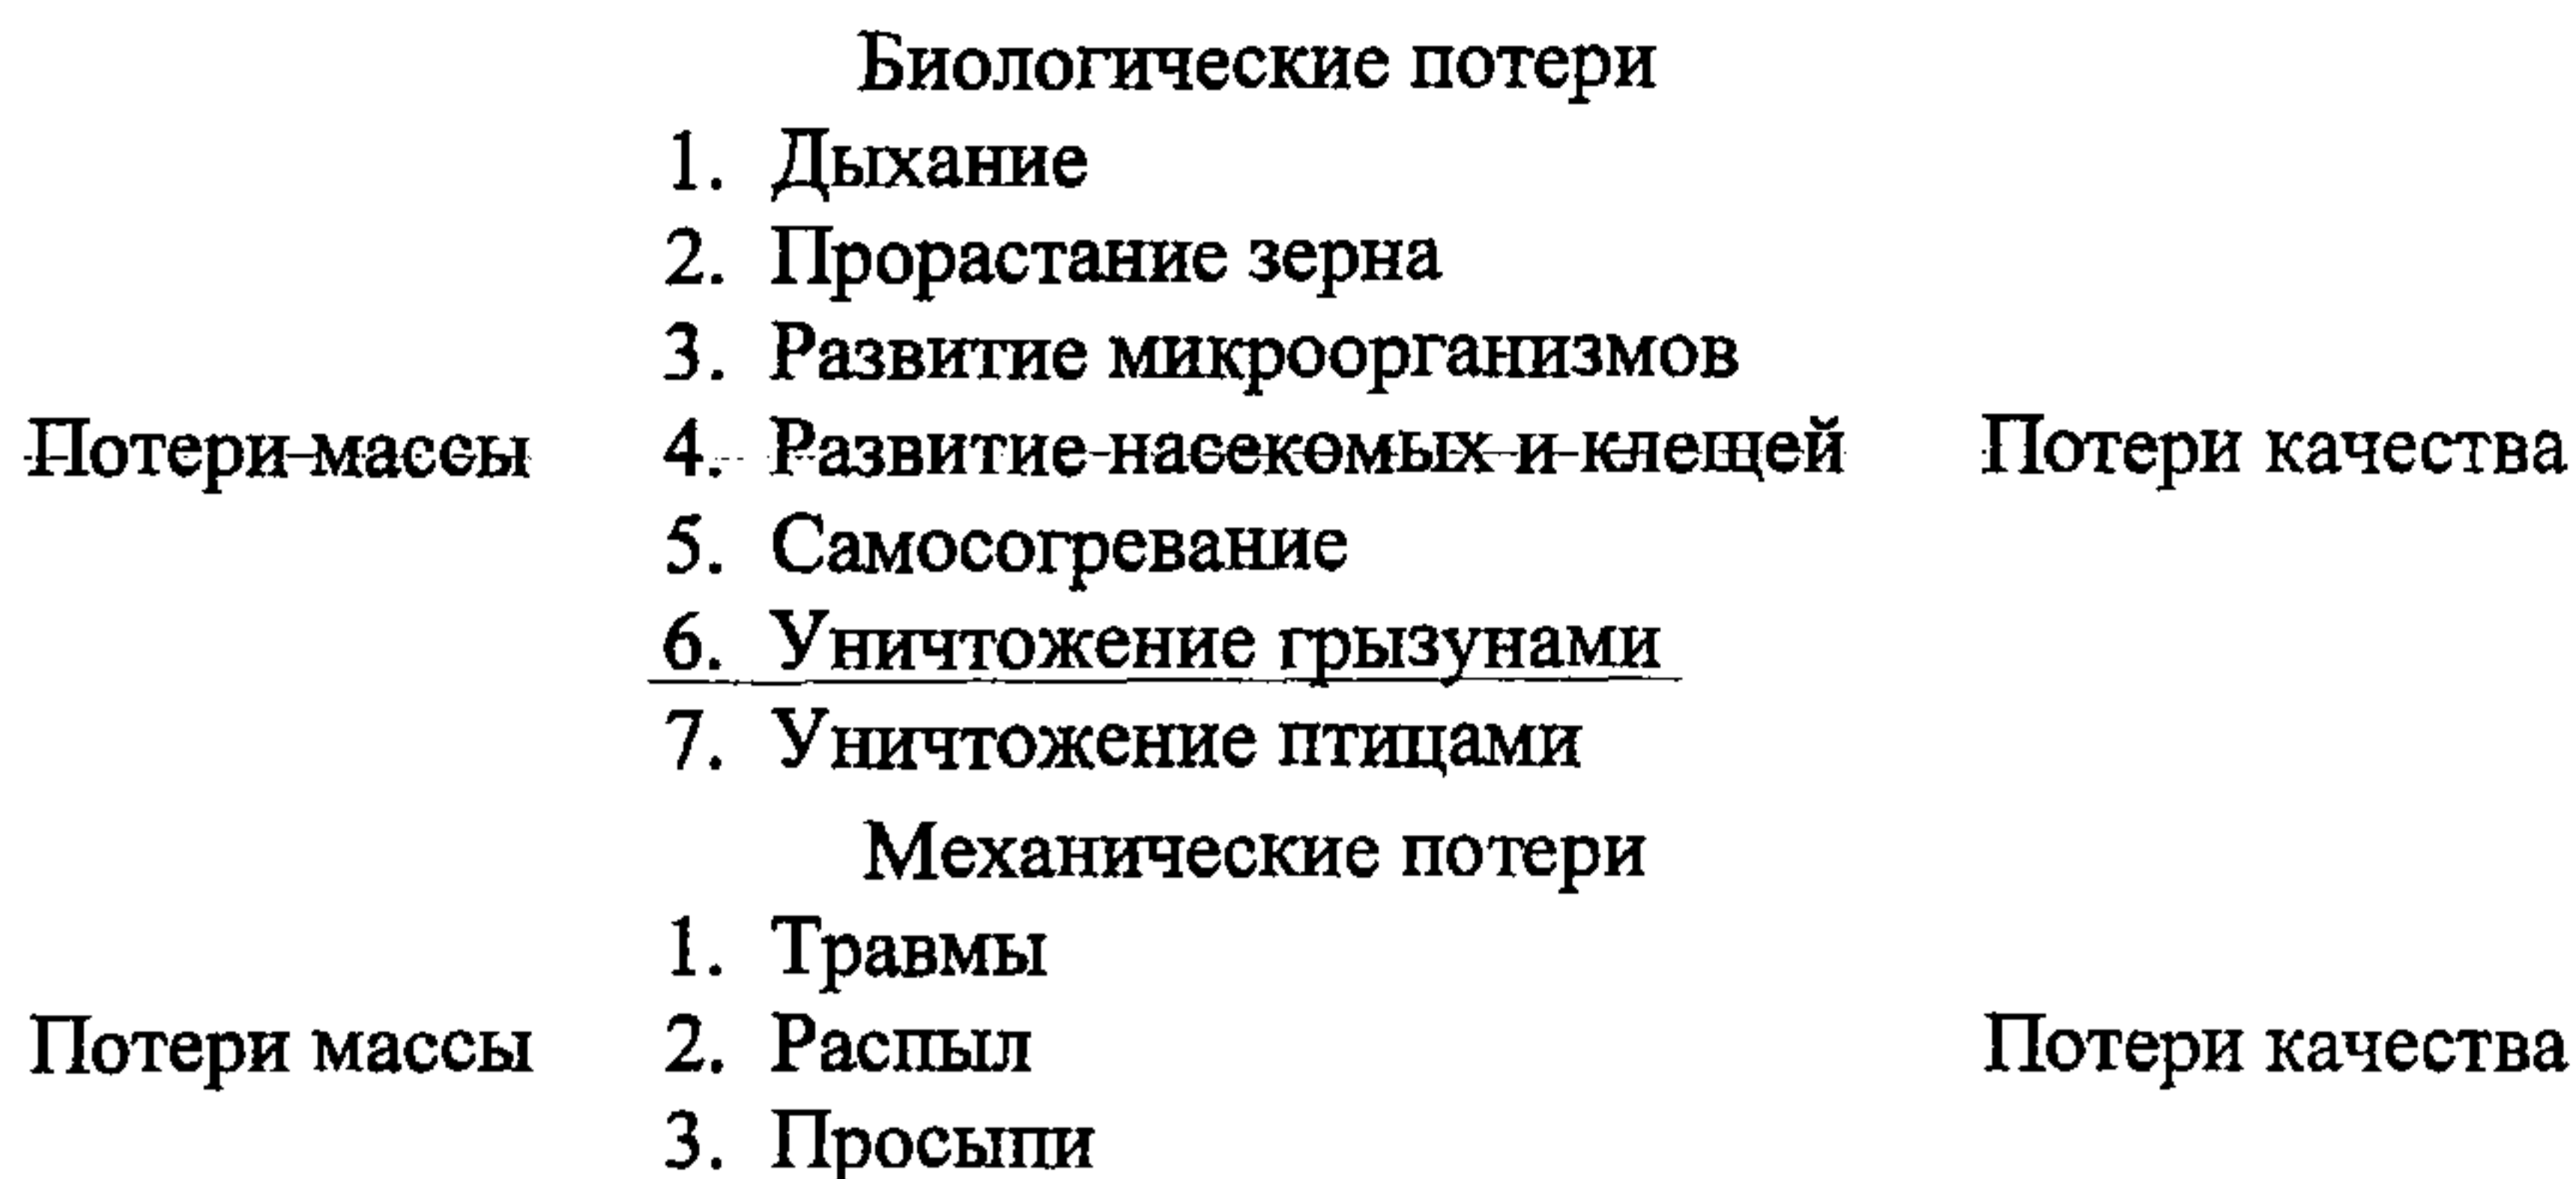 Биологические потери
1. Дыхание
2. Прорастание зерна
3. Развитие микроорганизмов
Потери массы 4. Развитие насекомых и клещей Потери качества
5. Самосогревание
6. Уничтожение грызунами
7. Уничтожение птицами
Механические потери
1. Травмы
Потери массы 2. Распыл Потери качества
3. Просыпи